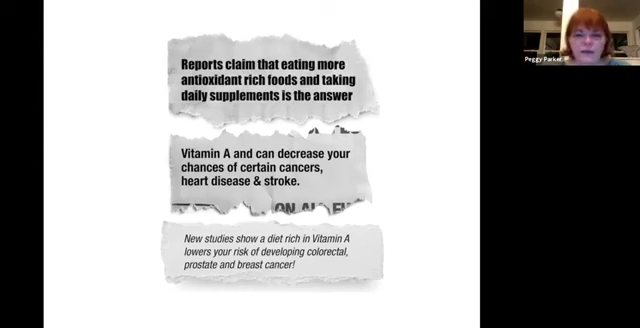 Peggy Parker
Reports claim that eating more
antioxidant rich foods and taking
daily supplements is the answer
Vitamin A and can decrease your
chances of certain cancers,
heart disease & stroke.
New studies show a diet rich in Vitamin A
lowers your risk of developing colorectal,
prostate and breast cancer!